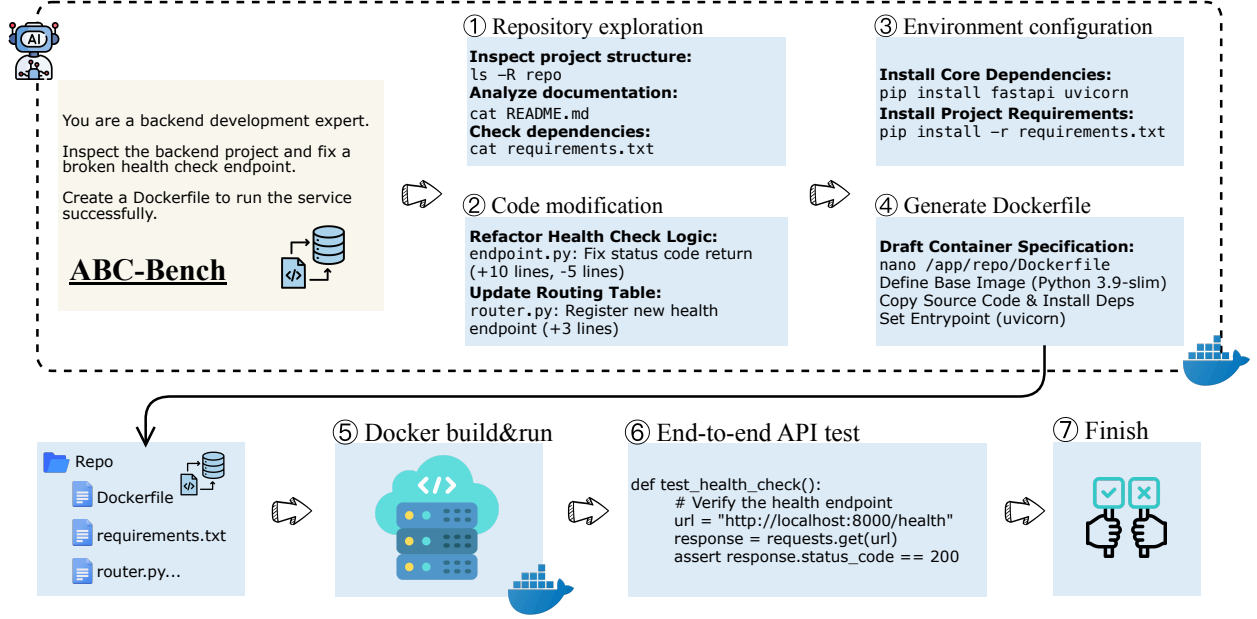 AI
You are a backend development expert.
Inspect the backend project and fix a
broken health check endpoint.
Create a Dockerfile to run the service
successfully.
ABC-Bench
</>
① Repository exploration
Inspect project structure:
ls −R repo
Analyze documentation:
cat README.md
Check dependencies:
cat requirements.txt
② Code modification
Refactor Health Check Logic:
endpoint.py: Fix status code return
(+10 lines, -5 lines)
Update Routing Table:
router.py: Register new health
endpoint (+3 lines)
③ Environment configuration
Install Core Dependencies:
pip install fastapi uvicorn
Install Project Requirements:
pip install −r requirements.txt
④ Generate Dockerfile
Draft Container Specification:
nano /app/repo/Dockerfile
Define Base Image (Python 3.9-slim)
Copy Source Code & Install Deps
Set Entrypoint (uvicorn)
Repo
</>
Dockerfile
requirements.txt
router.py...
⑤ Docker build&run
</>
⑥ End-to-end API test
def test_health_check():
# Verify the health endpoint
url = "http://localhost:8000/health"
response = requests.get(url)
assert response.status_code == 200
⑦ Finish